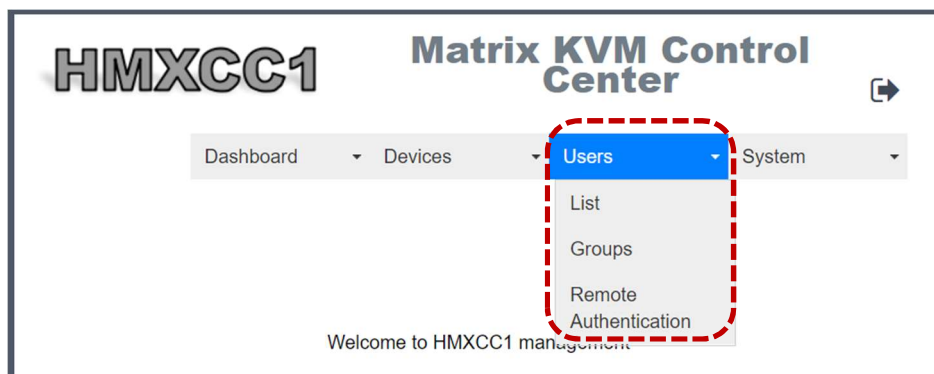 HMXCC1
Matrix KVM Control
Center
Dashboard Devices Users System
List
Groups
Remote
Authentication
Welcome to HMXCC1 management